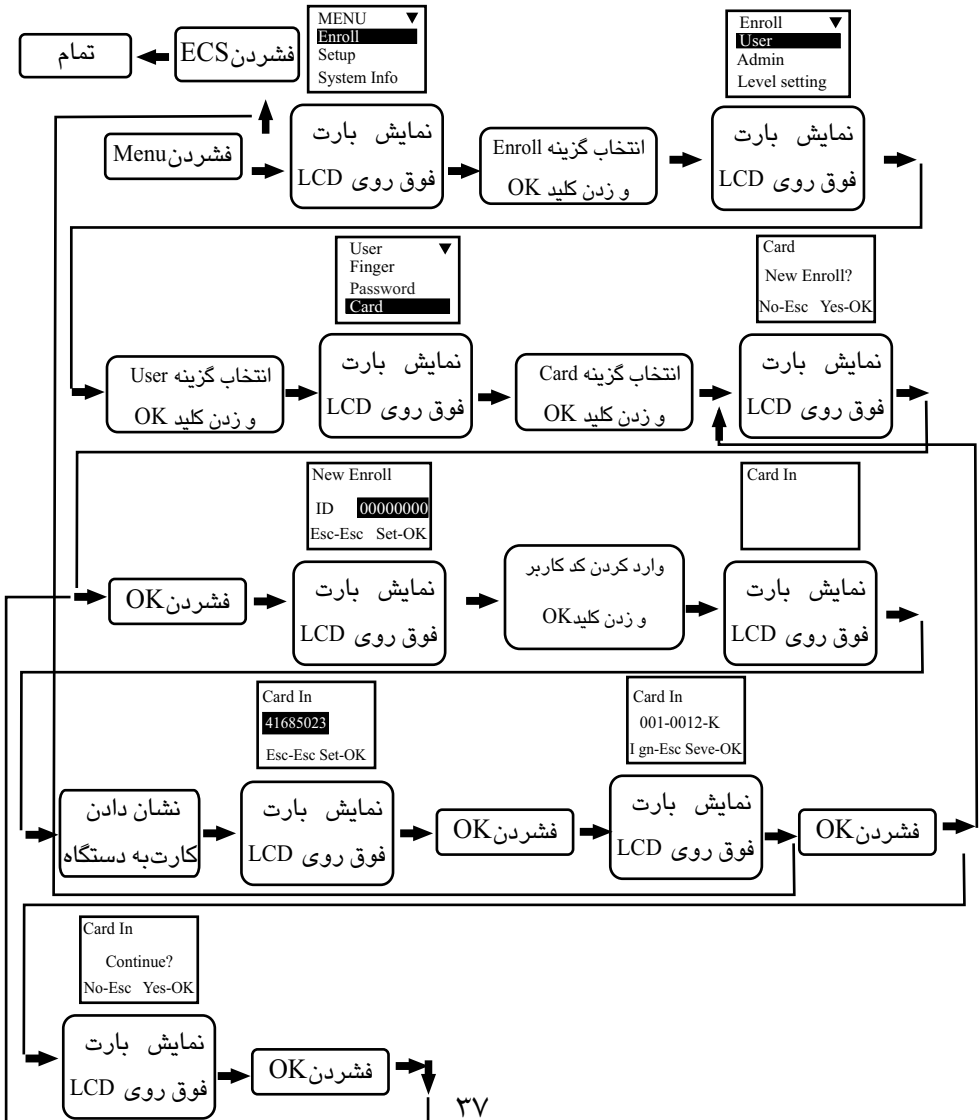 MENU ▼
Enroll
Setup
System Info
Enroll ▼
User
Admin
Level setting
تمام
فشردنECS
فشردنMenu
نمایش بارت
فوق روی LCD
انتخاب گزینه Enroll
و زدن کلید OK
نمایش بارت
فوق روی LCD
User ▼
Finger
Password
Card
Card
New Enroll?
No-Esc Yes-OK
انتخاب گزینه User
و زدن کلید OK
نمایش بارت
فوق روی LCD
انتخاب گزینه Card
و زدن کلید OK
نمایش بارت
فوق روی LCD
New Enroll
ID 00000000
Esc-Esc Set-OK
Card In
فشردنOK
نمایش بارت
فوق روی LCD
وارد کردن کد کاربر
و زدن کلیدOK
نمایش بارت
فوق روی LCD
Card In
41685023
Esc-Esc Set-OK
Card In
001-0012-K
I gn-Esc Seve-OK
نشان دادن
کارت‌به دستگاه
نمایش بارت
فوق روی LCD
فشردنOK
نمایش بارت
فوق روی LCD
فشردنOK
Card In
Continue?
No-Esc Yes-OK
نمایش بارت
فوق روی LCD
فشردنOK
۳۷